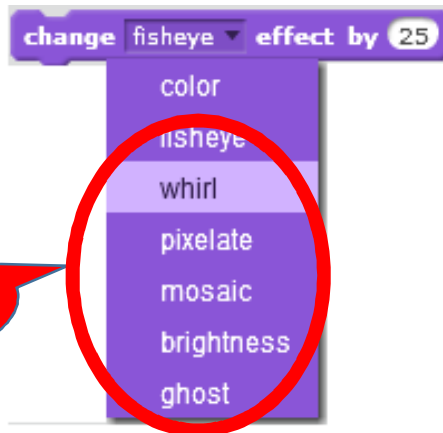 change fisheye effect by 25
color
fisheye
whirl
pixelate
mosaic
brightness
ghost